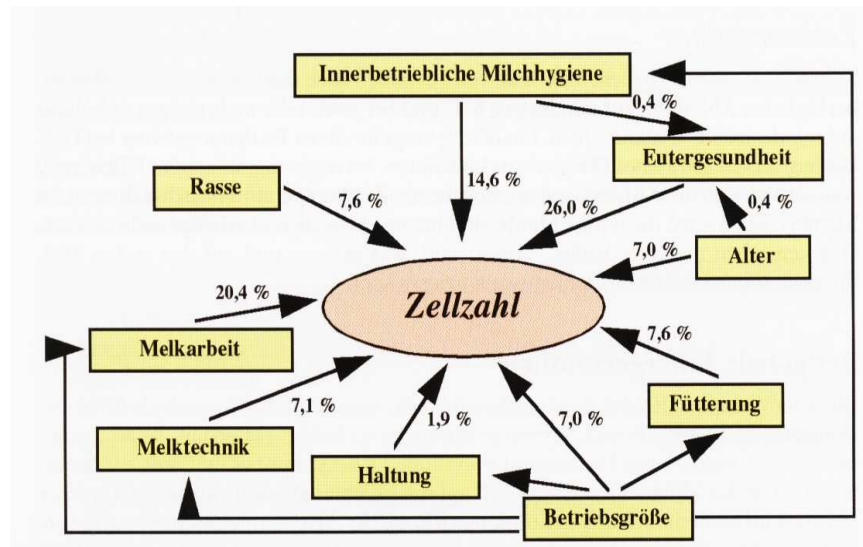 Innerbetriebliche Milchhygiene
0,4 %
Eutergesundheit
Rasse
14,6 %
7,6 %
26,0 %
0,4 %
7,0 %
Alter
20,4 %
Zellzahl
Melkarbeit
7,6 %
7,1 %
1,9 %
7,0 %
Fütterung
Melktechnik
Haltung
Betriebsgröße